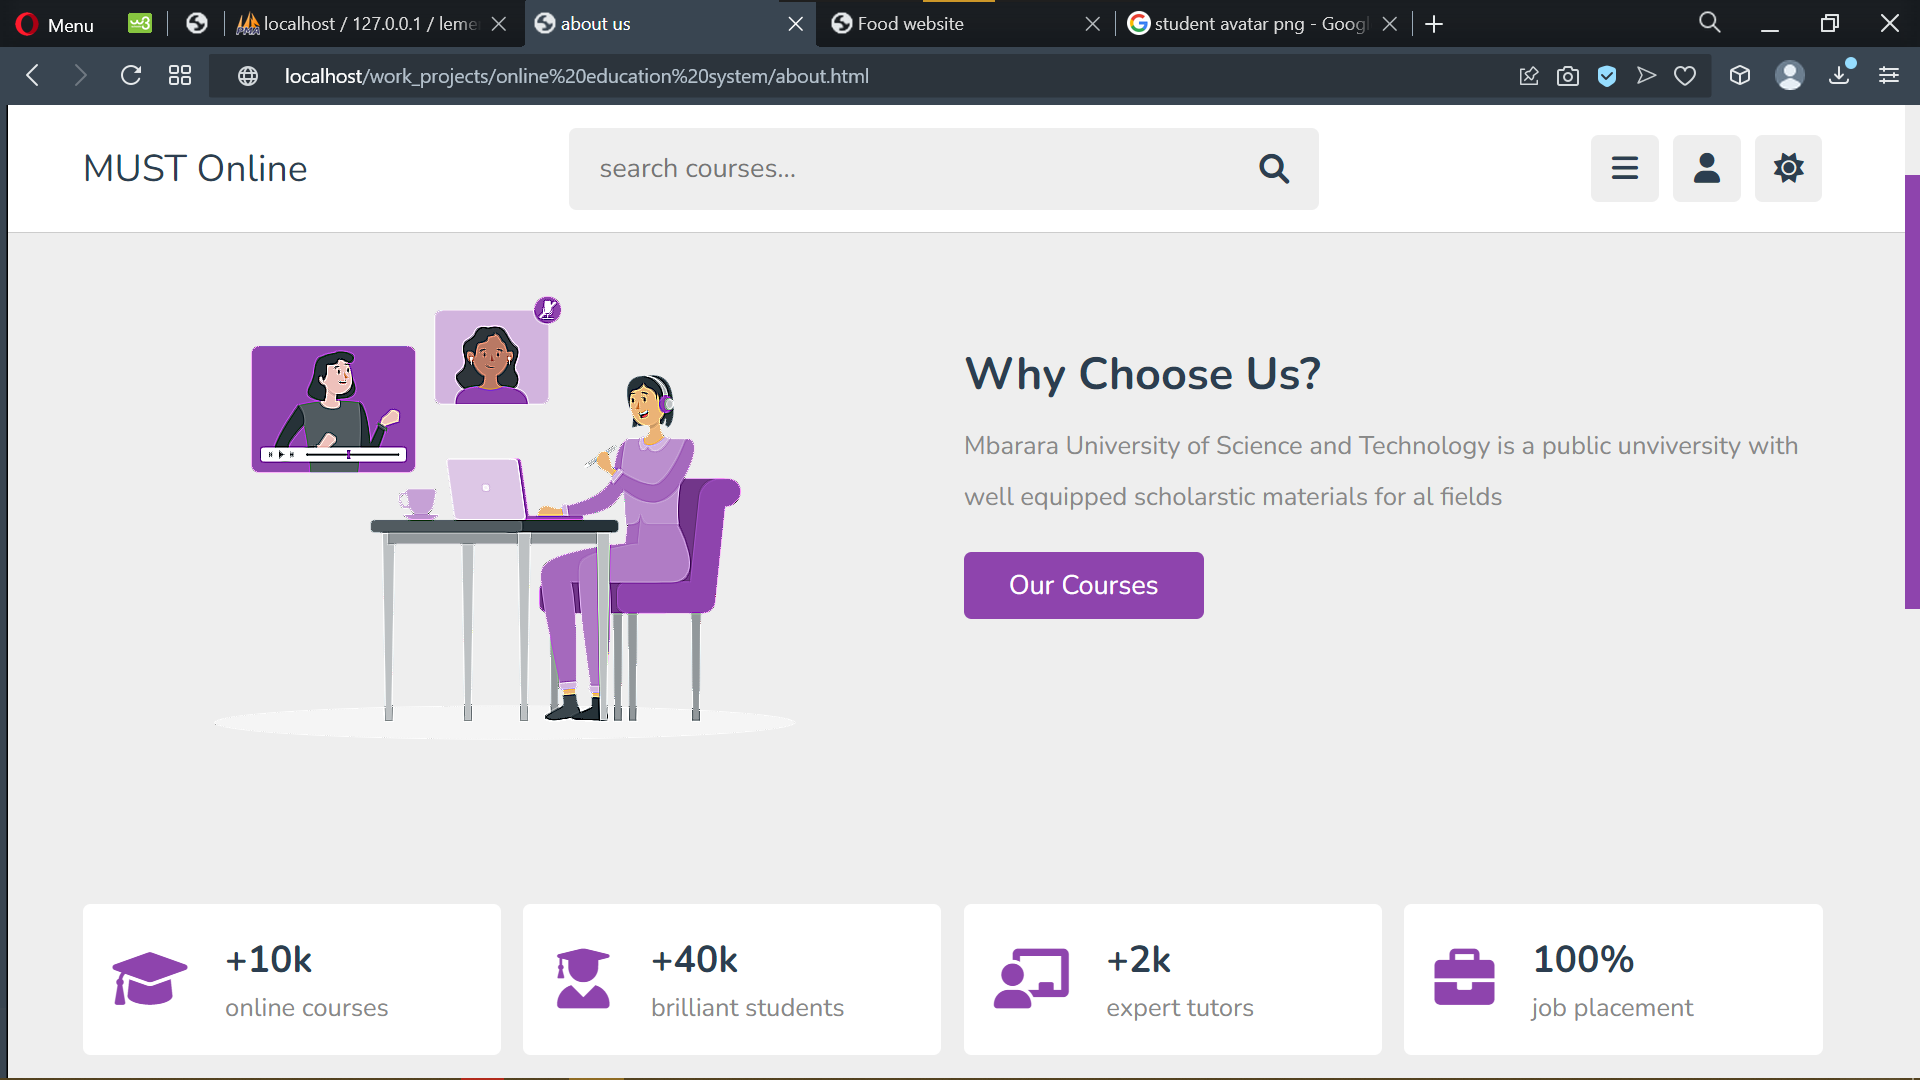 Menu
localhost / 127.0.0.1 / leme
about us
Food website
student avatar png - Googl
localhost/work_projects/online%20education%20system/about.html
MUST Online
search courses...
Why Choose Us?
Mbarara University of Science and Technology is a public unviversity with
well equipped scholarstic materials for al fields
Our Courses
+10k
online courses
+40k
brilliant students
+2k
expert tutors
100%
job placement